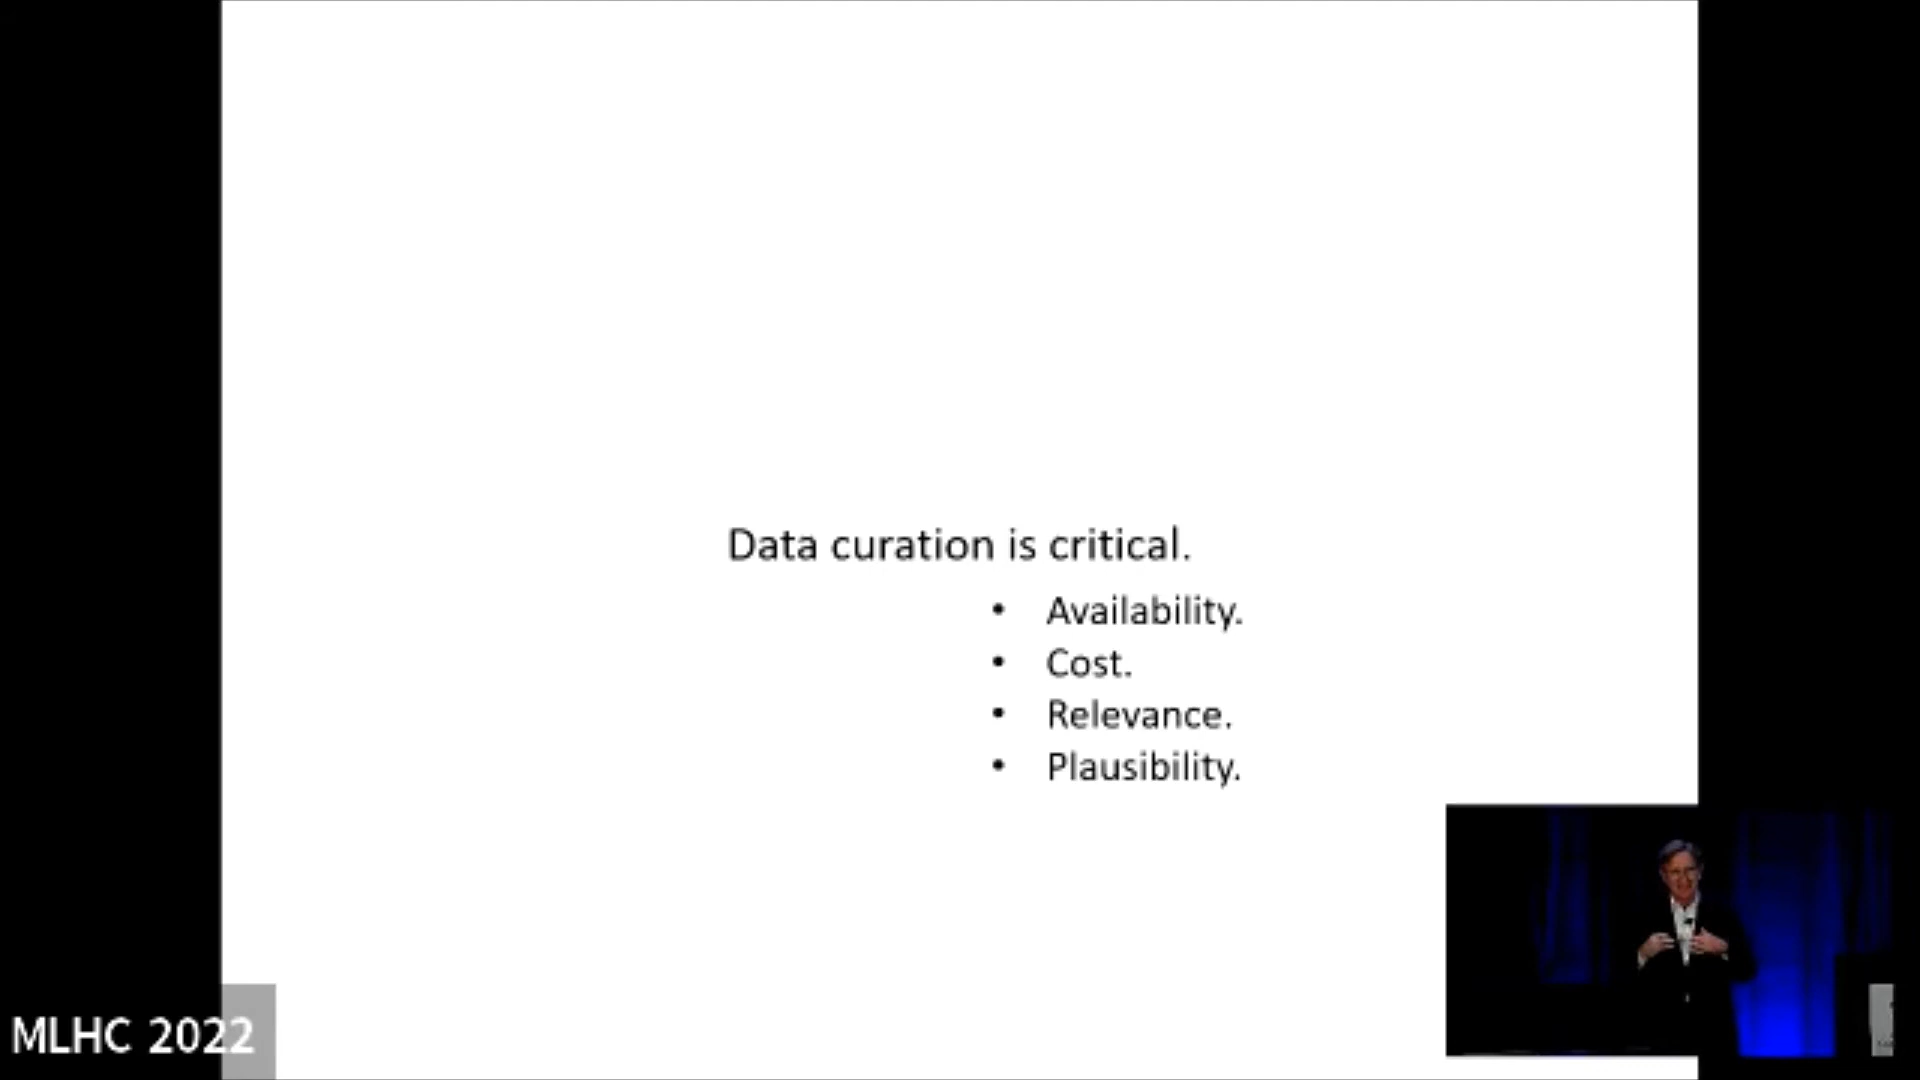 Data curation is critical.
• Availability.
• Cost.
• Relevance.
• Plausibility.
MLHC 2022